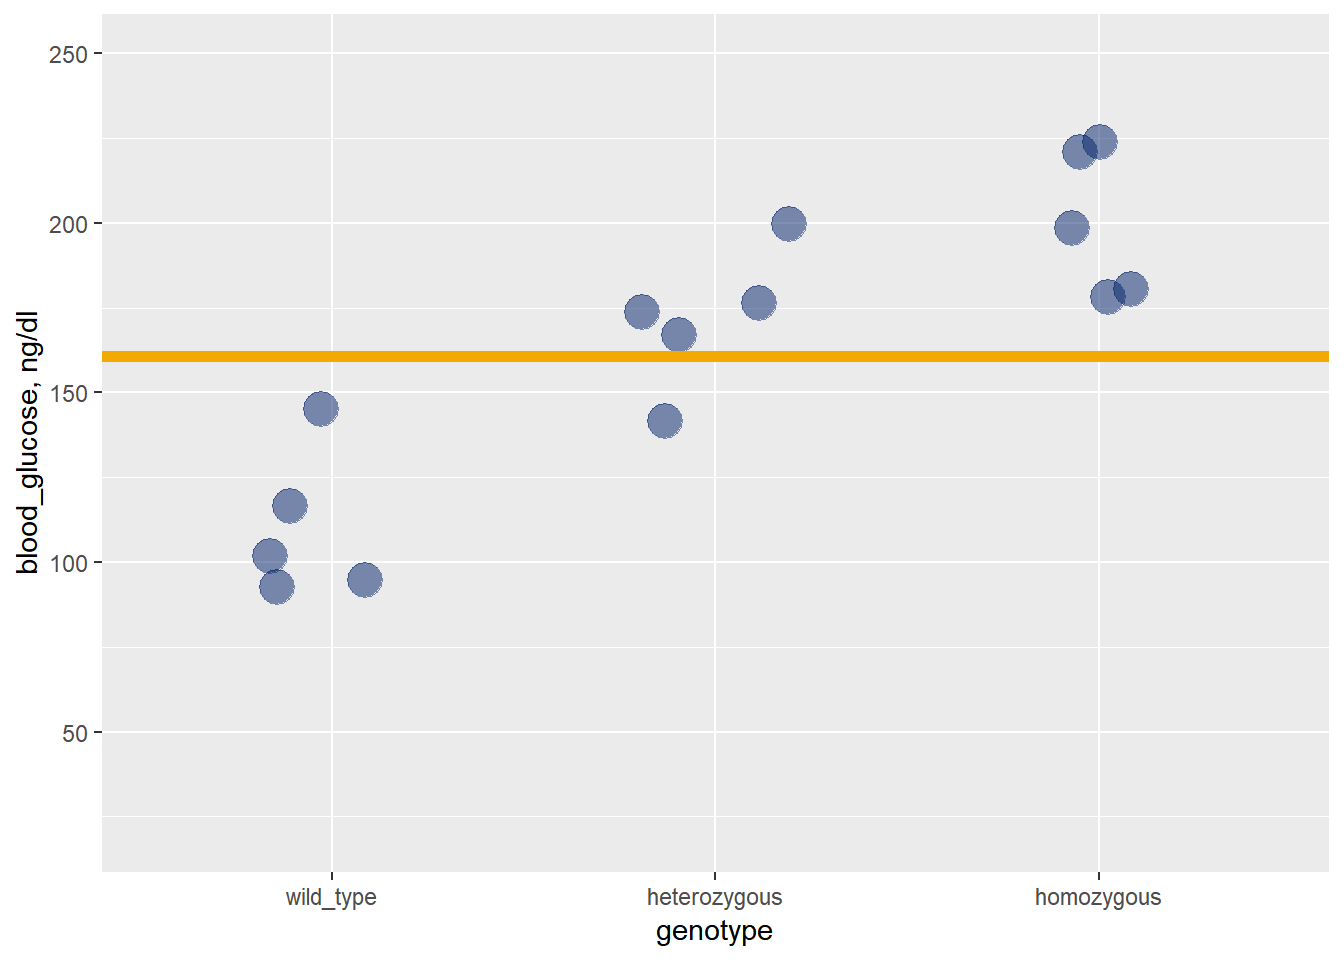 250
200
150
100
50
blood_glucose, ng/dl
wild_type
heterozygous
homozygous
genotype